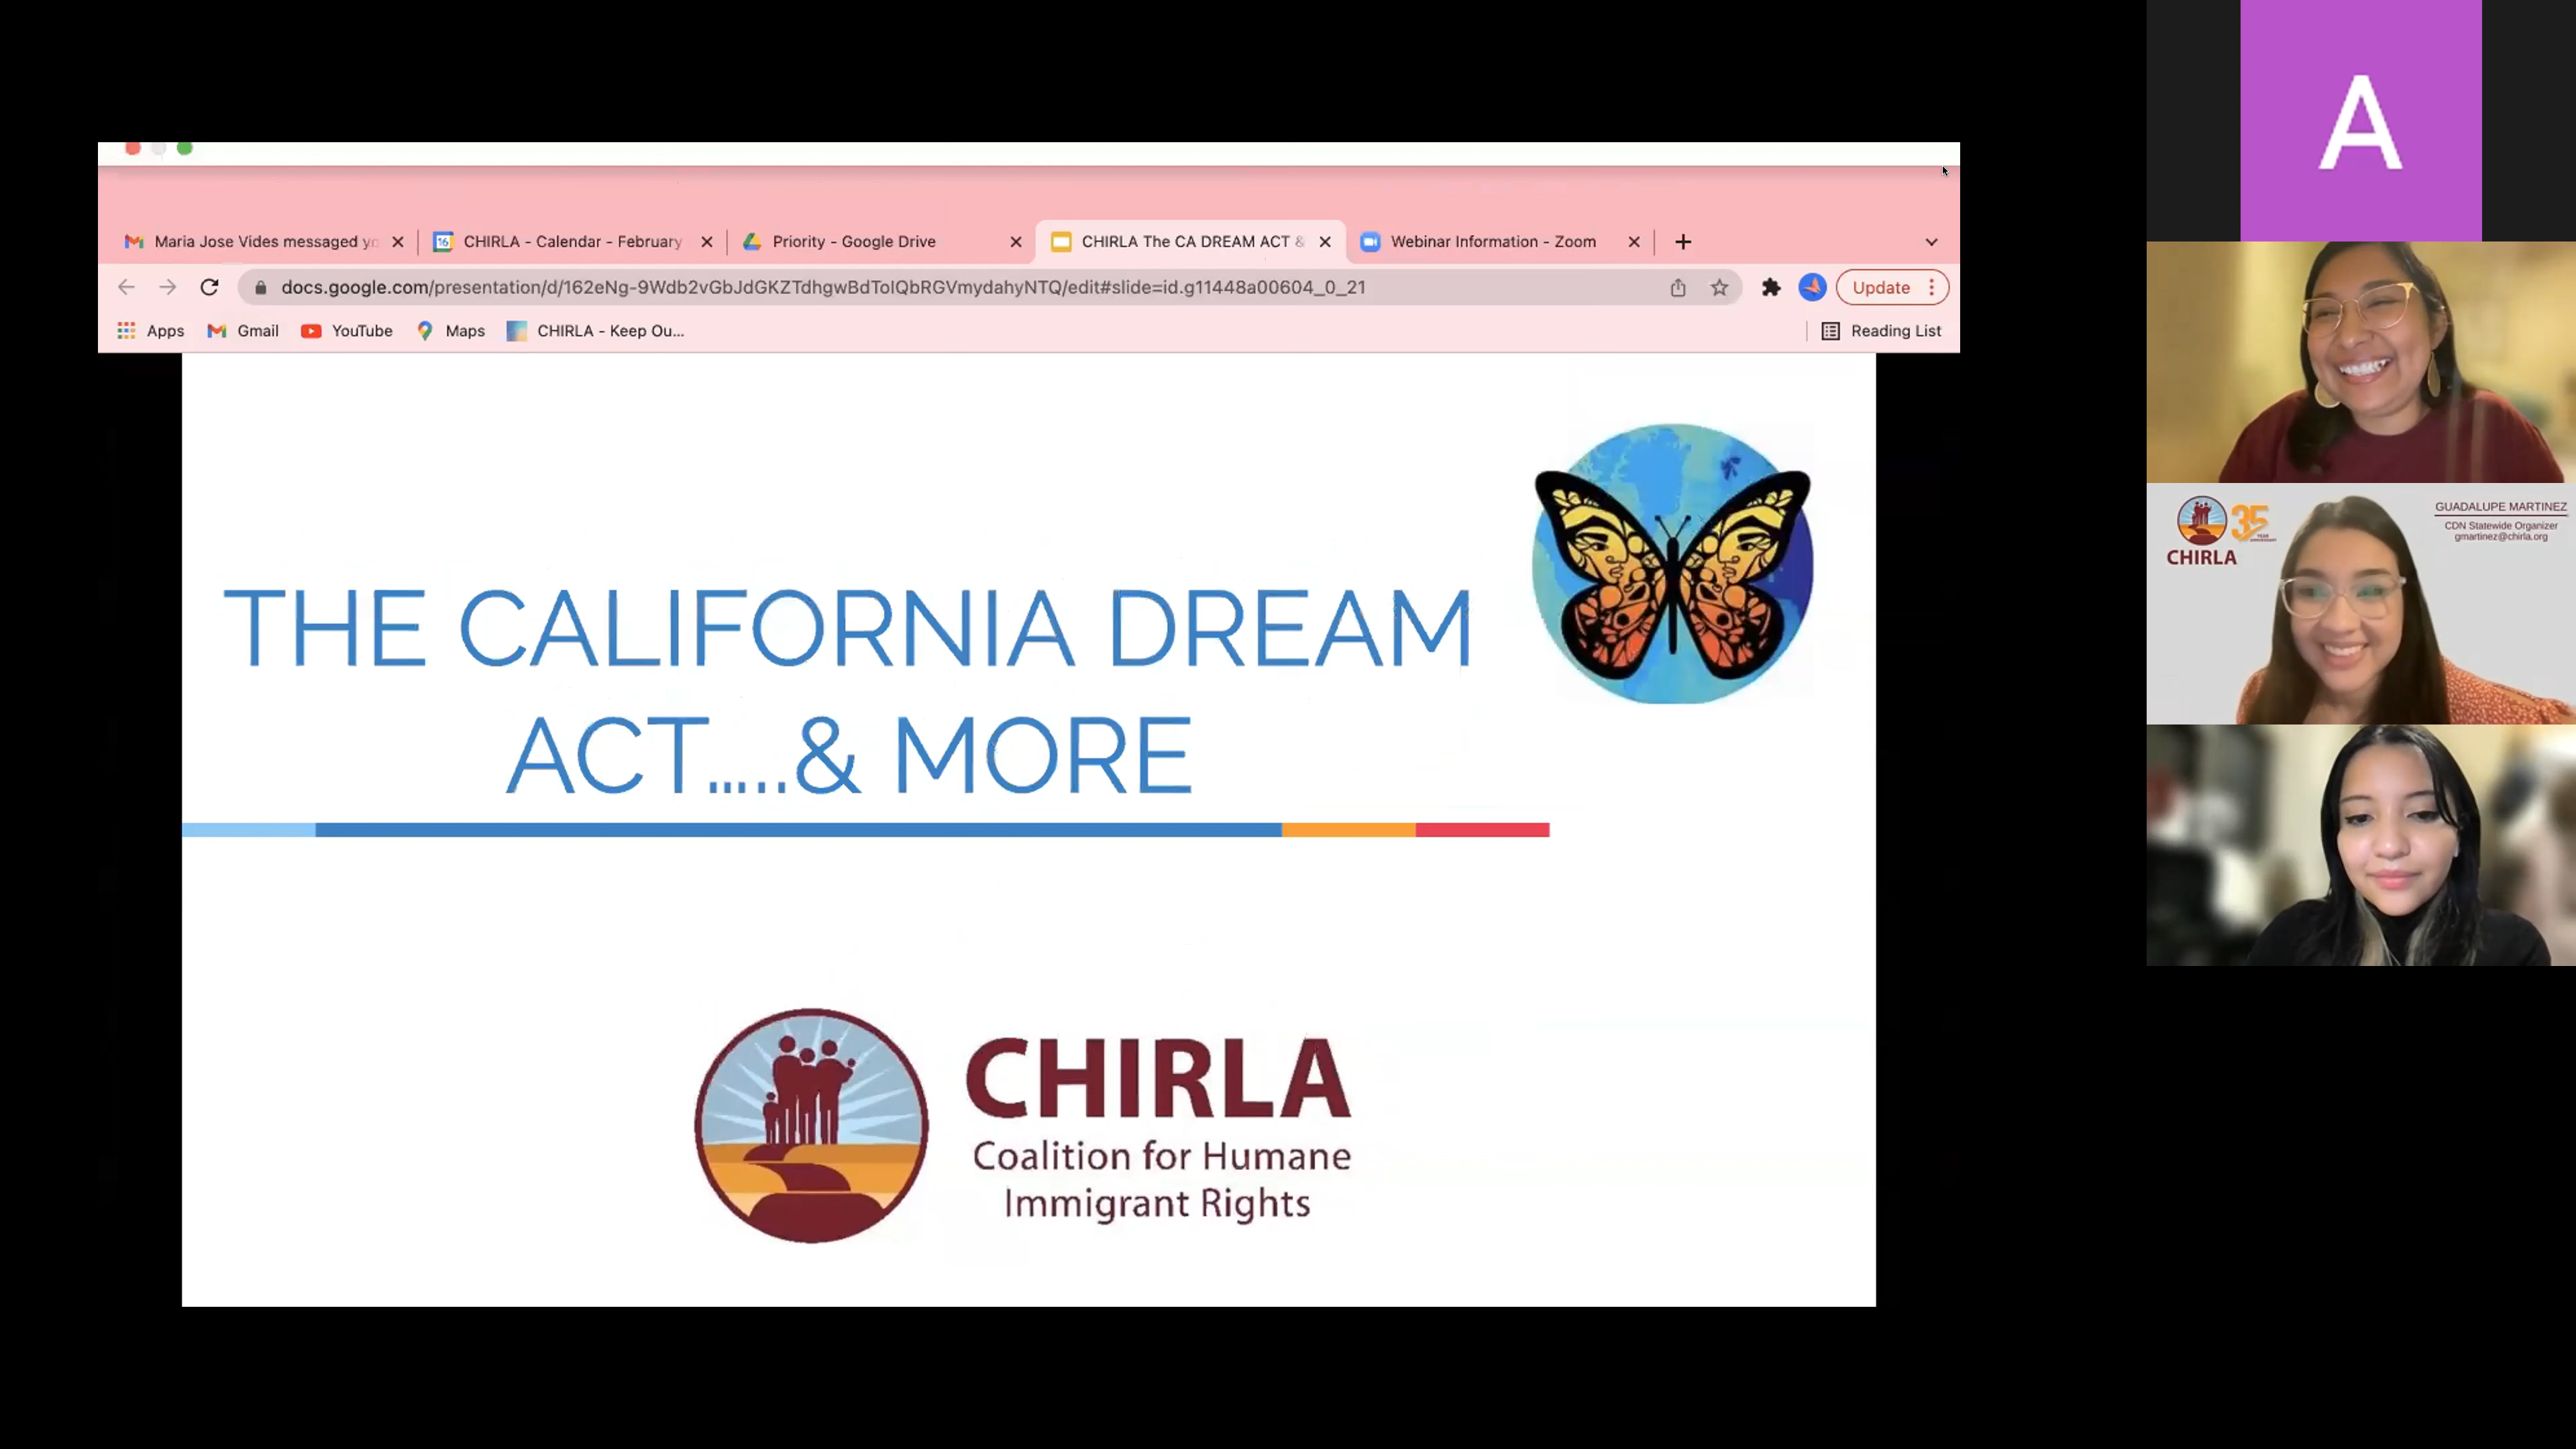 Maria Jose Vides messaged yo
CHIRLA - Calendar - February
Priority - Google Drive
CHIRLA The CA DREAM ACT &
Webinar Information - Zoom
docs.google.com/presentation/d/162eNg-9Wdb2vGbJdGKZTdhgwBdToIQbRGVmydahyNTQ/edit#slide=id.g11448a00604_0_21
Update
Apps
Gmail
YouTube
Maps
CHIRLA - Keep Ou...
Reading List
THE CALIFORNIA DREAM
ACT.....& MORE
CHIRLA
Coalition for Humane
Immigrant Rights
A
35
CHIRLA
GUADALUPE MARTINEZ
CDN Statewide Organizer
gmartinez@chirla.org